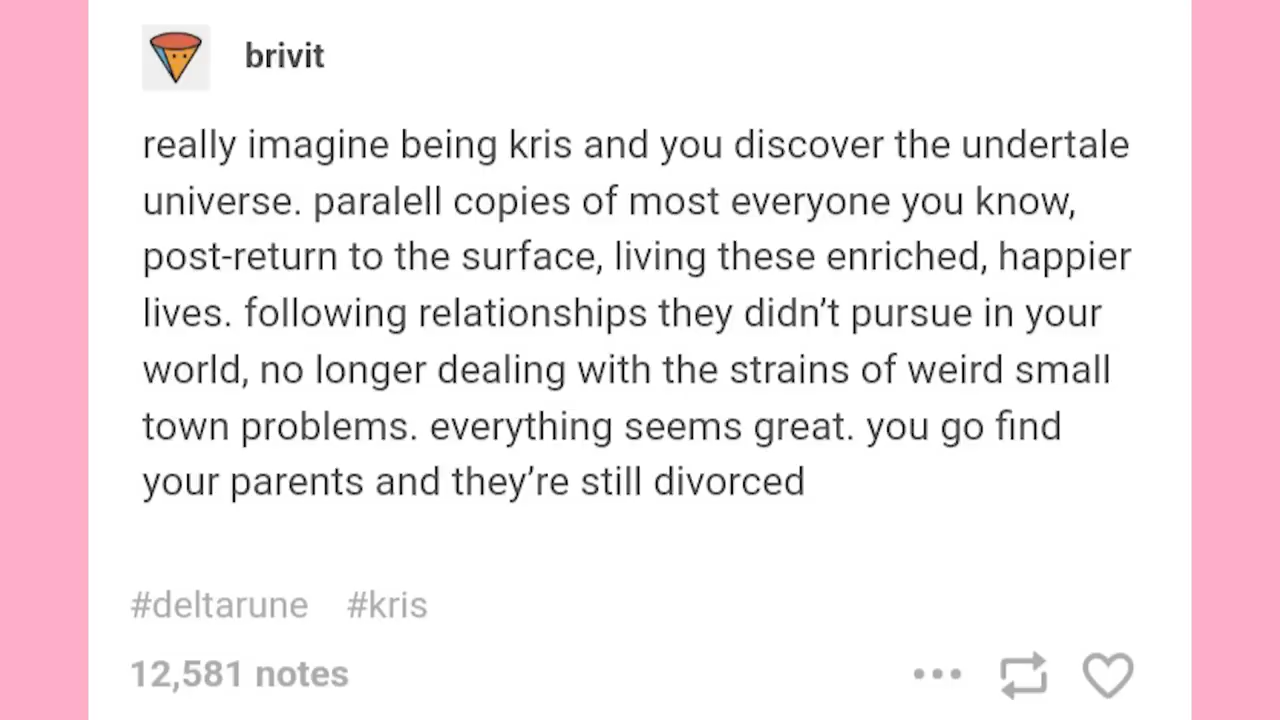 brivit
really imagine being kris and you discover the undertale
universe. paralell copies of most everyone you know,
post-return to the surface, living these enriched, happier
lives. following relationships they didn’t pursue in your
world, no longer dealing with the strains of weird small
town problems. everything seems great. you go find
your parents and they’re still divorced
#deltarune #kris
12,581 notes